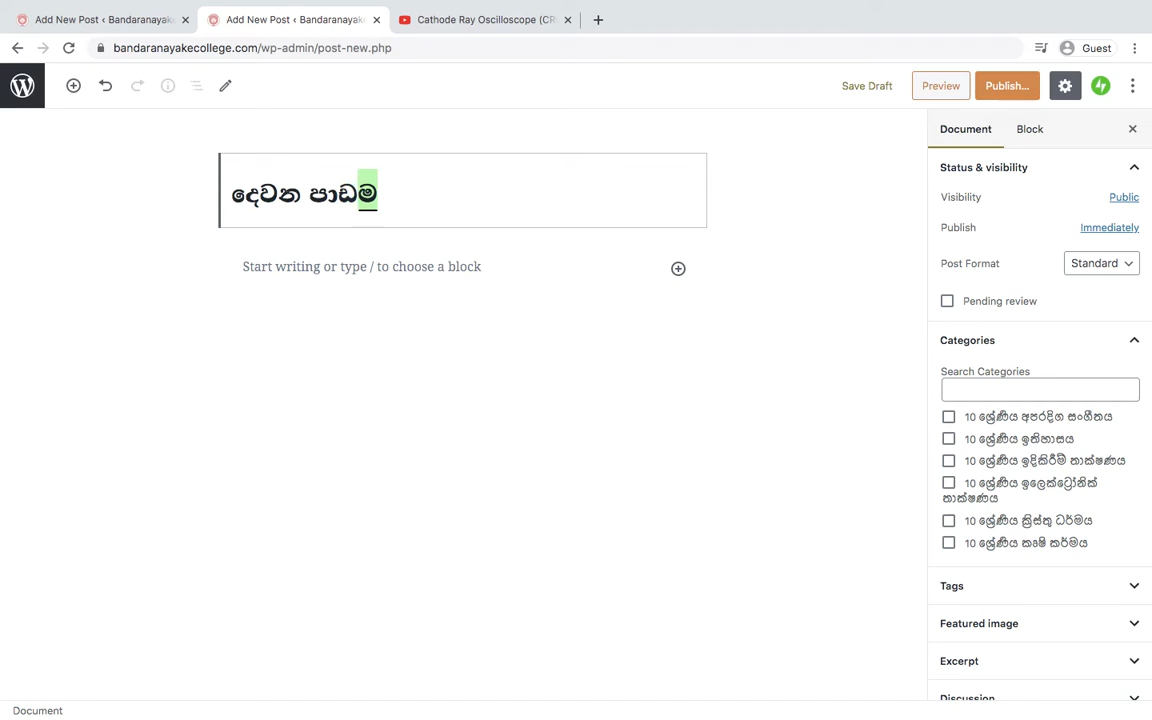 Add New Post ‹ Bandaranayake
Add New Post ‹ Bandaranayake
Cathode Ray Oscilloscope (CR
bandaranayakecollege.com/wp-admin/post-new.php
Guest
Save Draft
Preview
Publish...
Document
Block
දෙවන පාඩම
Start writing or type / to choose a block
Status & visibility
Visibility
Public
Publish
Immediately
Post Format
Standard
Pending review
Categories
Search Categories
10 ශ්‍රේණිය අපරදිග සංගීතය
10 ශ්‍රේණිය ඉතිහාසය
10 ශ්‍රේණිය ඉදිකිරීම් තාක්ෂණය
10 ශ්‍රේණිය ඉලෙක්ට්‍රෝනික්
තාක්ෂණය
10 ශ්‍රේණිය ක්‍රිස්තු ධර්මය
10 ශ්‍රේණිය කෘෂි කර්මය
Tags
Featured image
Excerpt
Discussion
Document